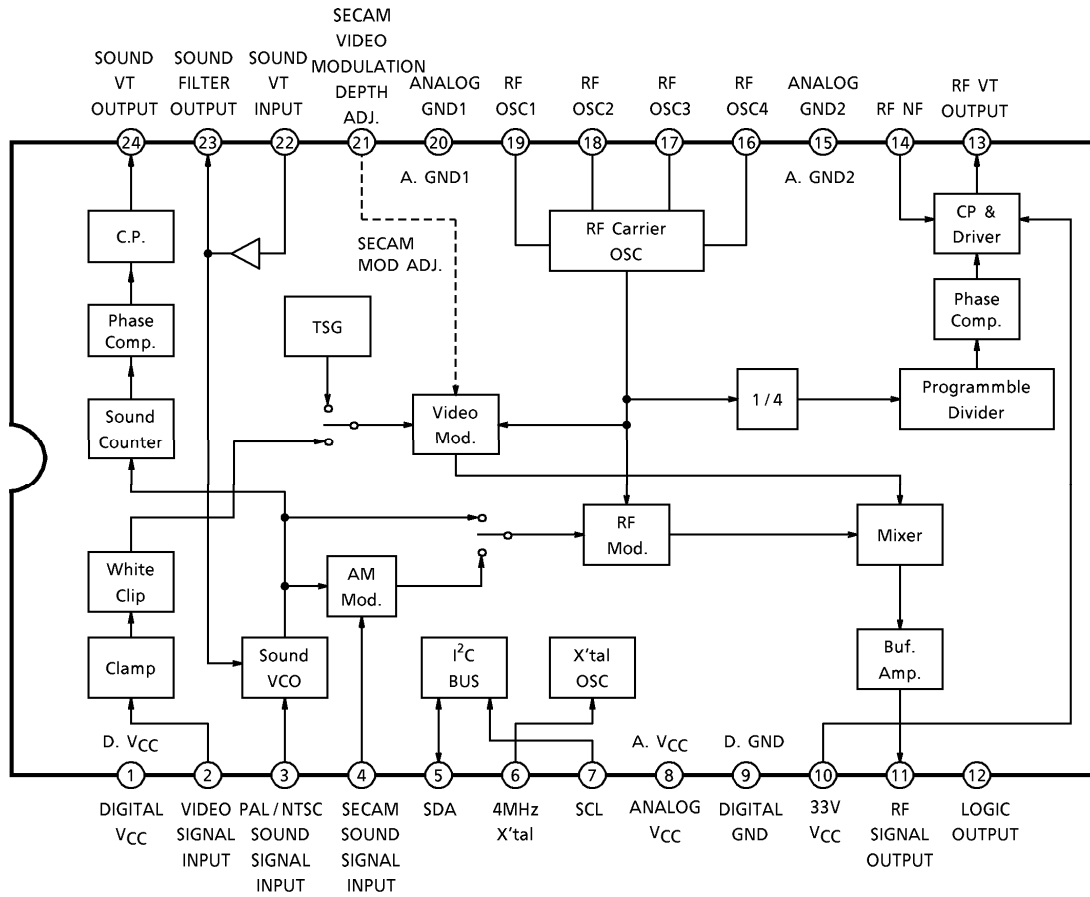 SOUND
VT
OUTPUT
SOUND
FILTER
OUTPUT
SOUND
VT
INPUT
SECAM
VIDEO
MODULATION
DEPTH
ADJ.
ANALOG
GND1
RF
OSC1
RF
OSC2
RF
OSC3
RF
OSC4
ANALOG
GND2
RF NF
RF VT
OUTPUT
24
23
22
21
20
19
18
17
16
15
14
13
A. GND1
A. GND2
C.P.
SECAM
MOD ADJ.
RF Carrier
OSC
CP &
Driver
Phase
Comp.
TSG
Phase
Comp.
Sound
Counter
Video
Mod.
1/4
Programmble
Divider
White
Clip
AM
Mod.
RF
Mod.
Mixer
Clamp
Sound
VCO
I²C
BUS
X'tal
OSC
Buf.
Amp.
D. VCC
A. VCC
D. GND
1
2
3
4
5
6
7
8
9
10
11
12
DIGITAL
VCC
VIDEO
SIGNAL
INPUT
PAL/NTSC
SOUND
SIGNAL
INPUT
SECAM
SOUND
SIGNAL
INPUT
SDA
4MHz
X'tal
SCL
ANALOG
VCC
DIGITAL
GND
33V
VCC
RF
SIGNAL
OUTPUT
LOGIC
OUTPUT